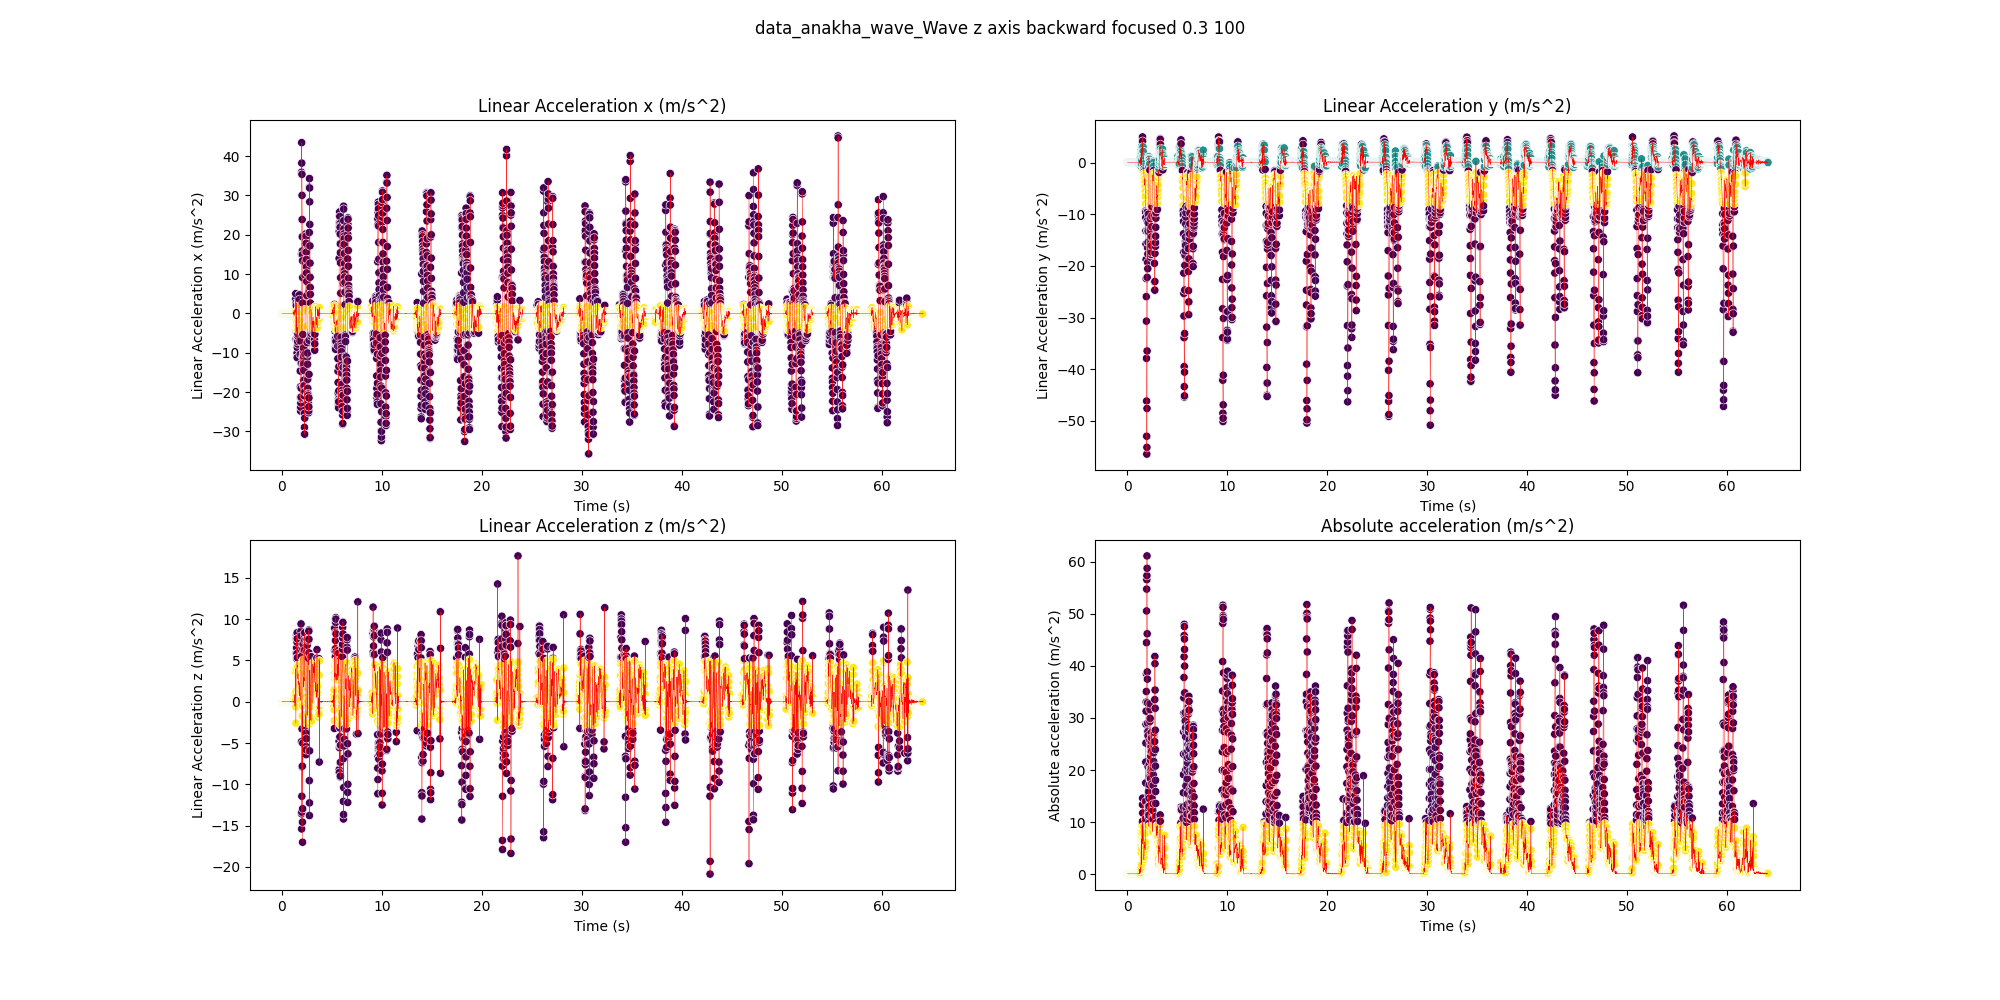 data_anakha_wave_Wave z axis backward focused 0.3 100
Linear Acceleration x (m/s^2)
Linear Acceleration x (m/s^2)
40
30
20
10
0
−10
−20
−30
0 10 20 30 40 50 60
Time (s)
Linear Acceleration y (m/s^2)
Linear Acceleration y (m/s^2)
0
−10
−20
−30
−40
−50
0 10 20 30 40 50 60
Time (s)
Linear Acceleration z (m/s^2)
Linear Acceleration z (m/s^2)
15
10
5
0
−5
−10
−15
−20
0 10 20 30 40 50 60
Time (s)
Absolute acceleration (m/s^2)
Absolute acceleration (m/s^2)
60
50
40
30
20
10
0
0 10 20 30 40 50 60
Time (s)